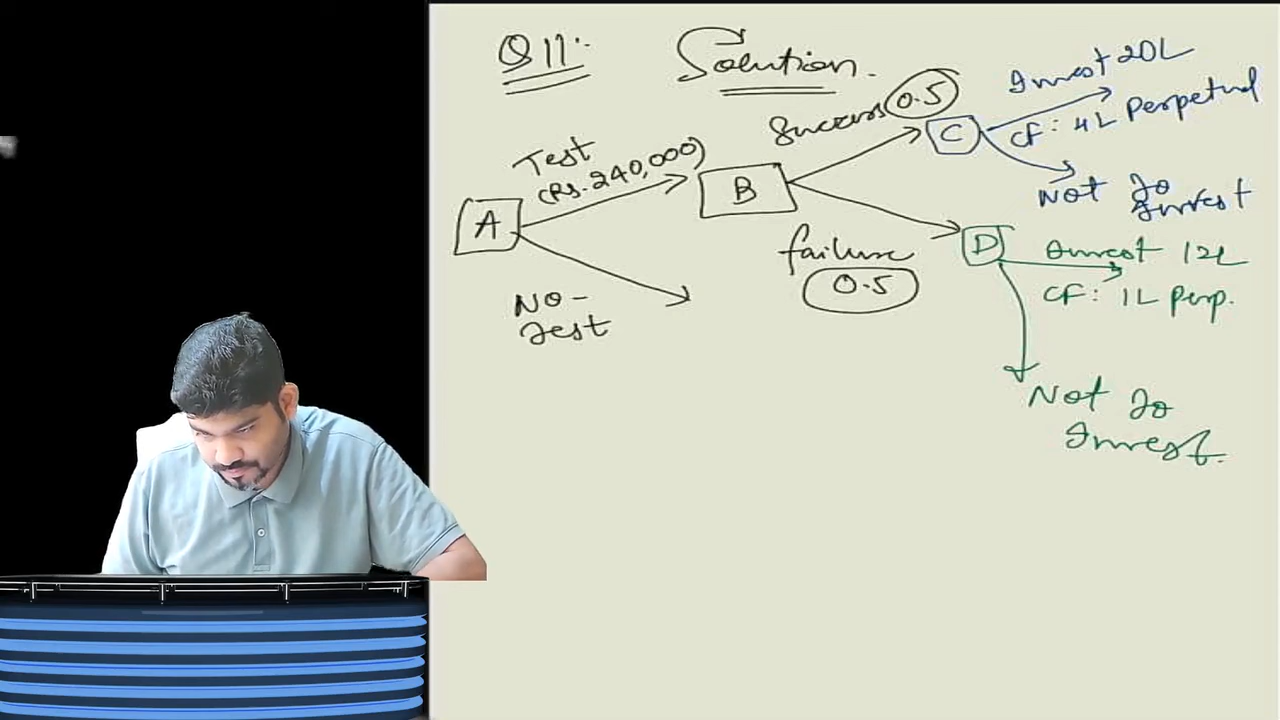 Q11. Solution.
Test
(Rs. 240,000)
A
No-
Test
B
Success 0.5
failure
0.5
C
Invest 20L
CF: 4L Perpetual
Not To
Invest
D
Invest 12L
CF: 1L Perp.
Not To
Invest.